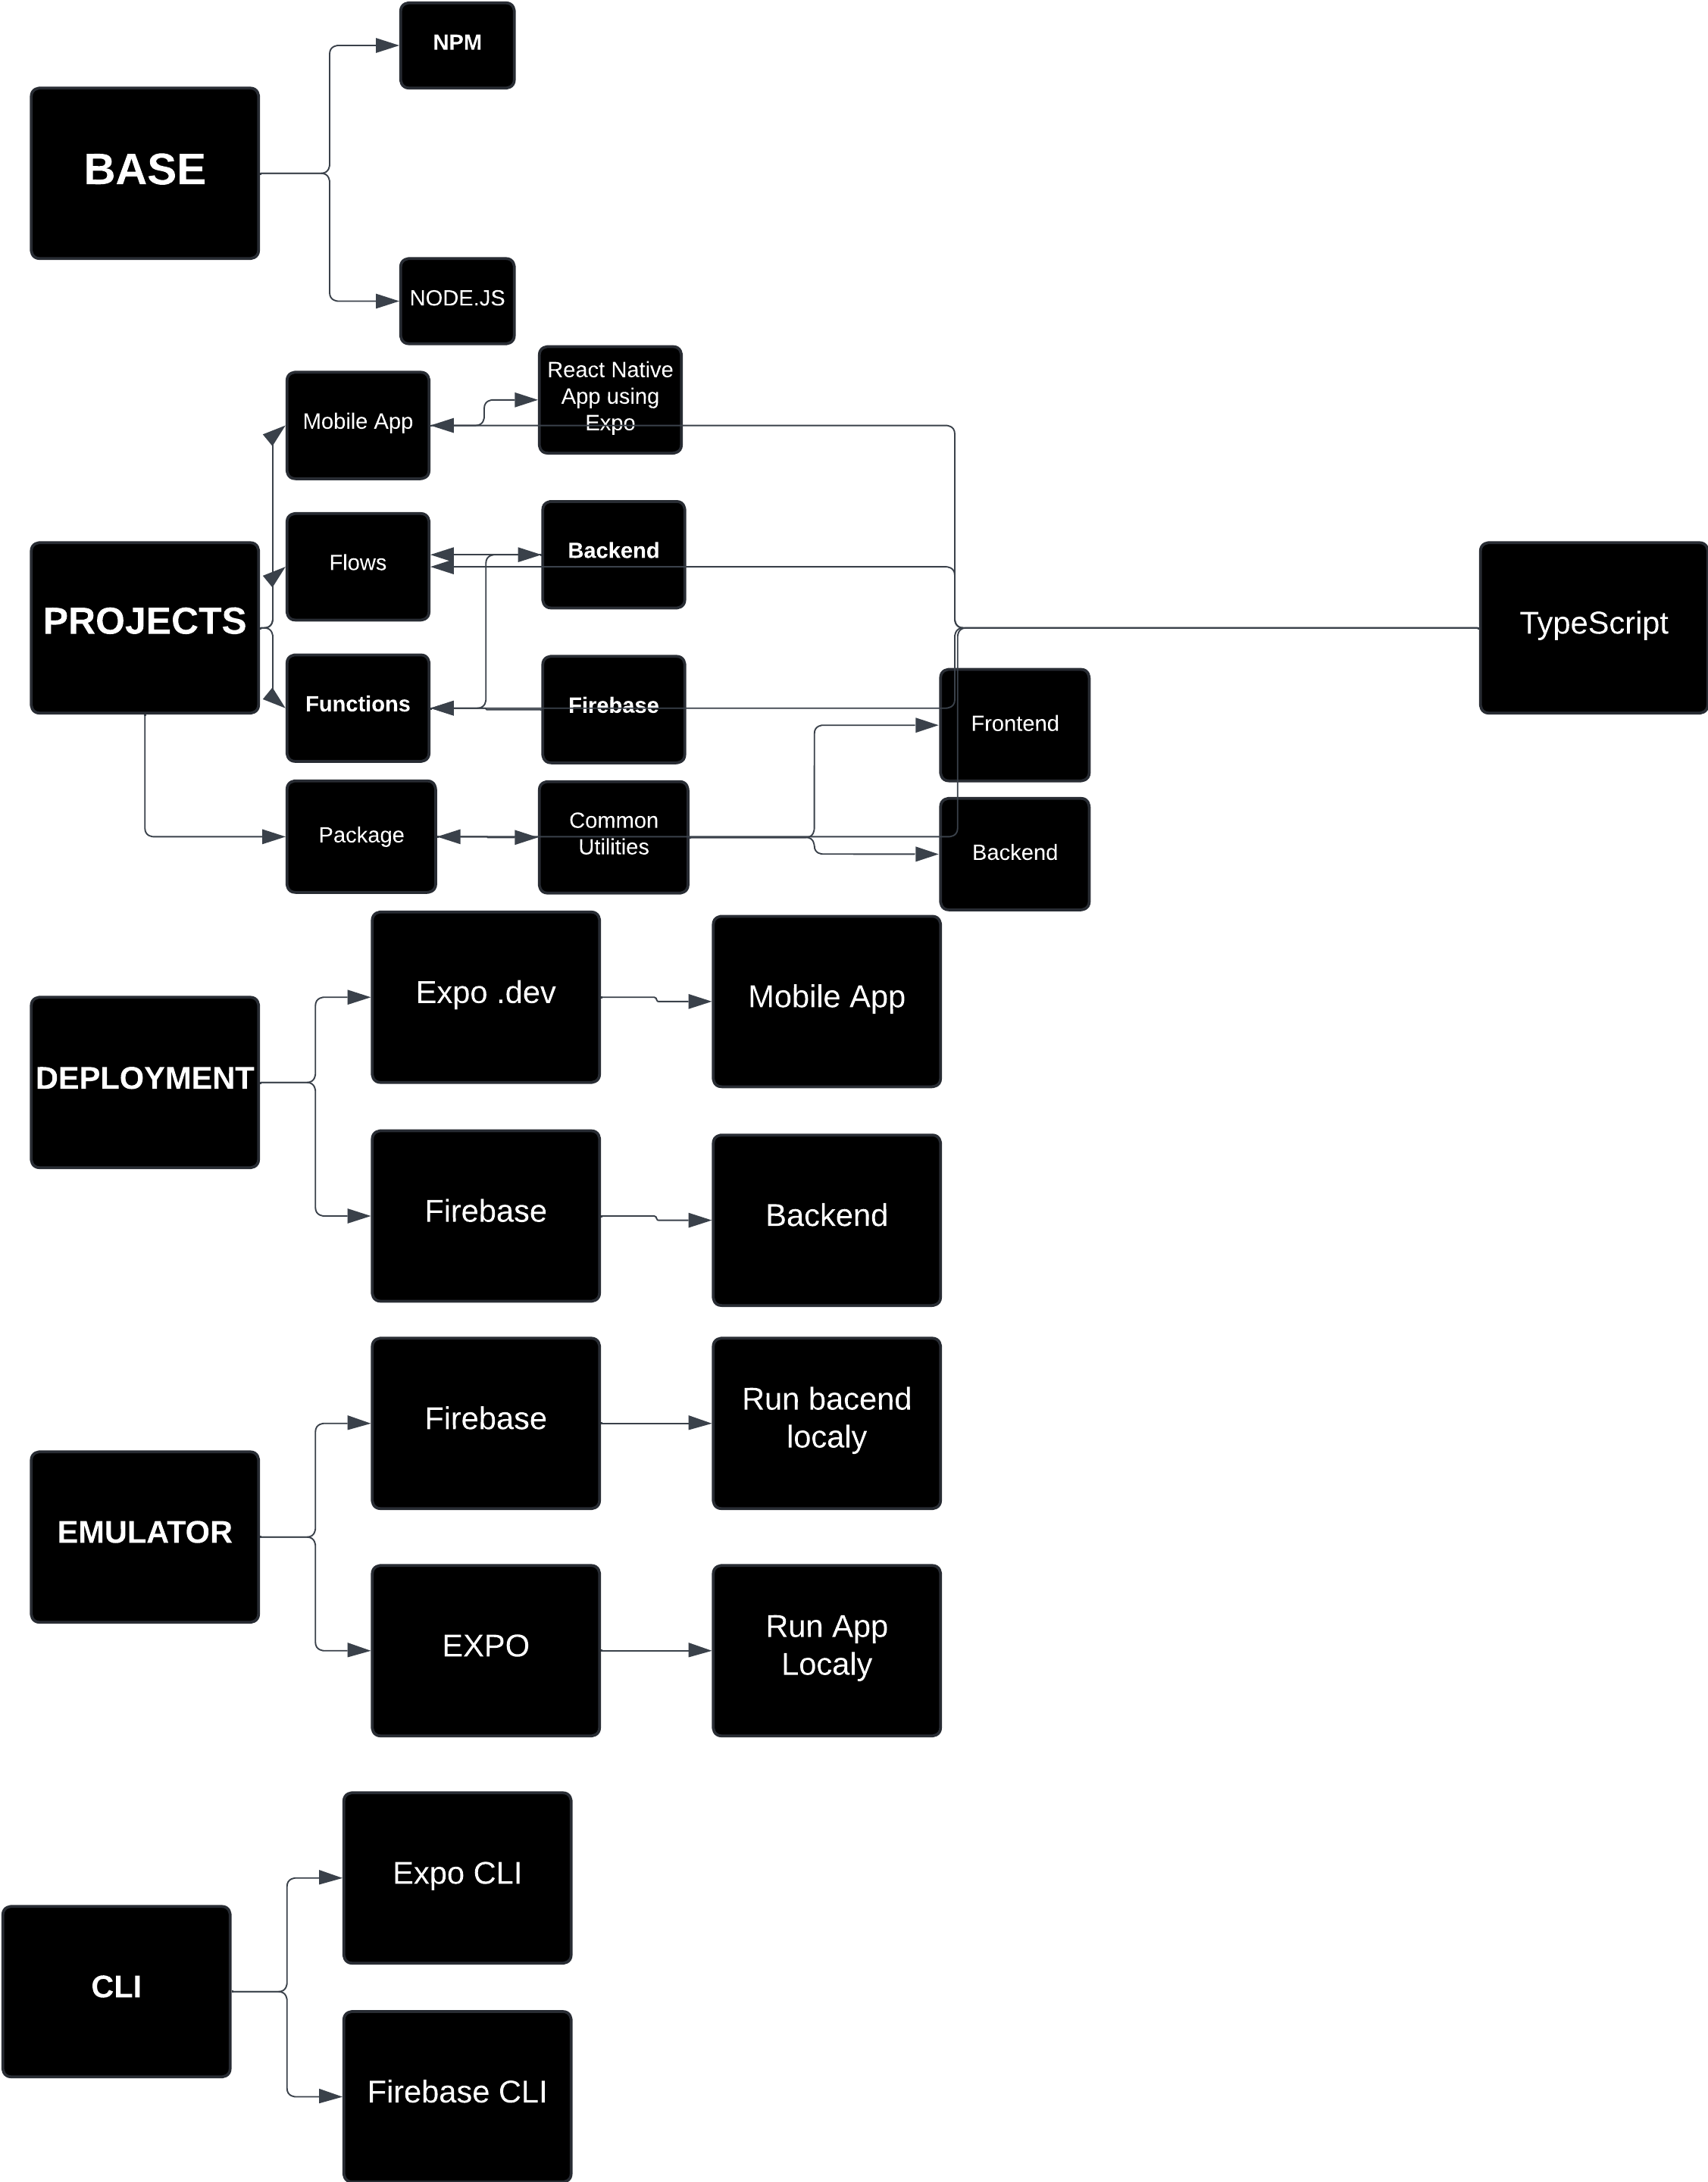 NPM
BASE
NODE.JS
React Native
App using
Expo
Mobile App
Backend
Flows
PROJECTS
TypeScript
Functions
Firebase
Frontend
Package
Common
Utilities
Backend
Expo .dev
Mobile App
DEPLOYMENT
Firebase
Backend
Firebase
Run bacend
localy
EMULATOR
EXPO
Run App
Localy
Expo CLI
CLI
Firebase CLI